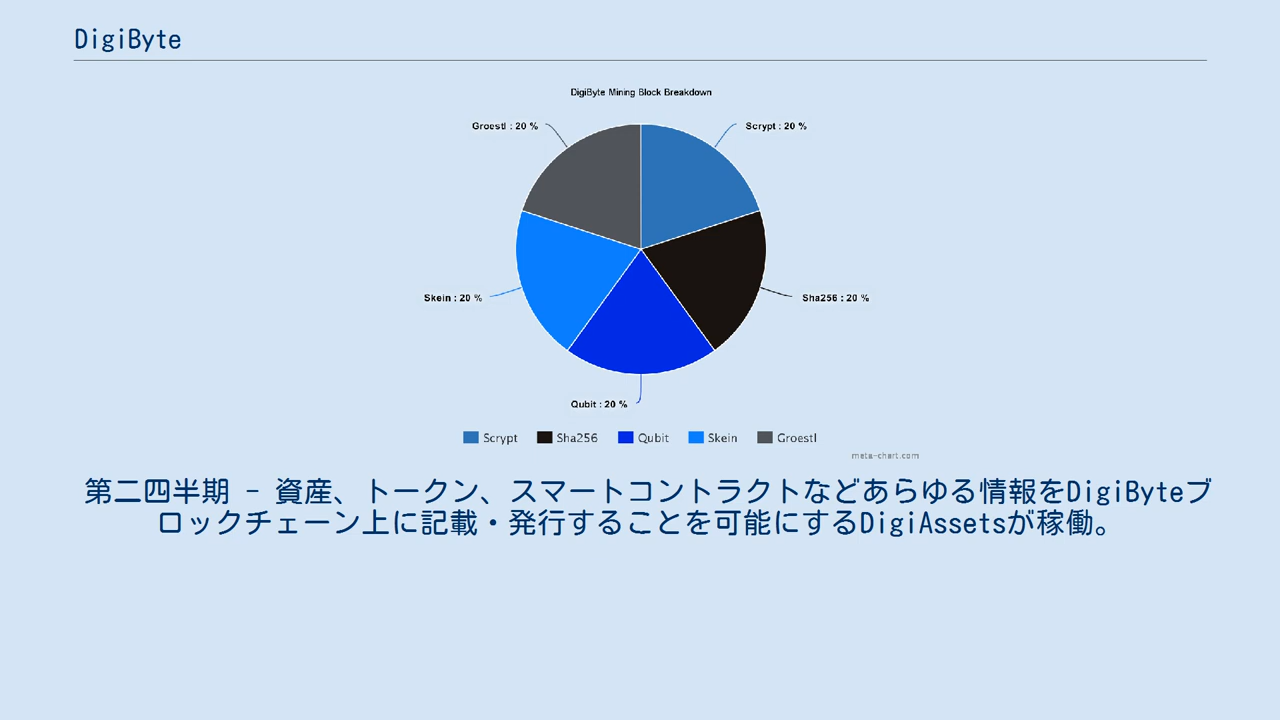 DigiByte
DigiByte Mining Block Breakdown
Groestl : 20 %
Scrypt : 20 %
Skein : 20 %
Sha256 : 20 %
Qubit : 20 %
Scrypt Sha256 Qubit Skein Groestl
meta-chart.com
第二四半期 - 資産、トークン、スマートコントラクトなどあらゆる情報をDigiByteブ
ロックチェーン上に記載・発行することを可能にするDigiAssetsが稼働。